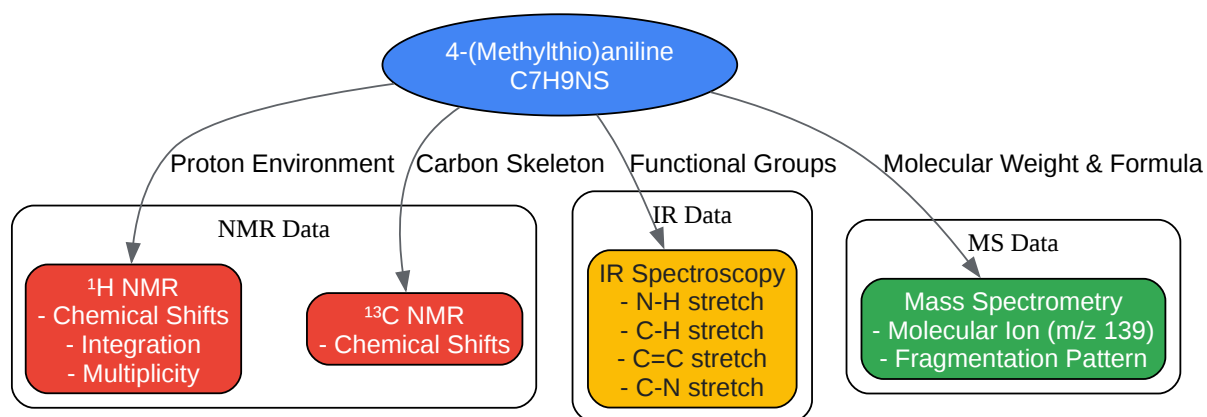 4-(Methylthio)aniline
C7H9NS
Proton Environment
Carbon Skeleton
Functional Groups
Molecular Weight & Formula
NMR Data
¹H NMR
- Chemical Shifts
- Integration
- Multiplicity
¹³C NMR
- Chemical Shifts
IR Data
IR Spectroscopy
- N-H stretch
- C-H stretch
- C=C stretch
- C-N stretch
MS Data
Mass Spectrometry
- Molecular Ion (m/z 139)
- Fragmentation Pattern